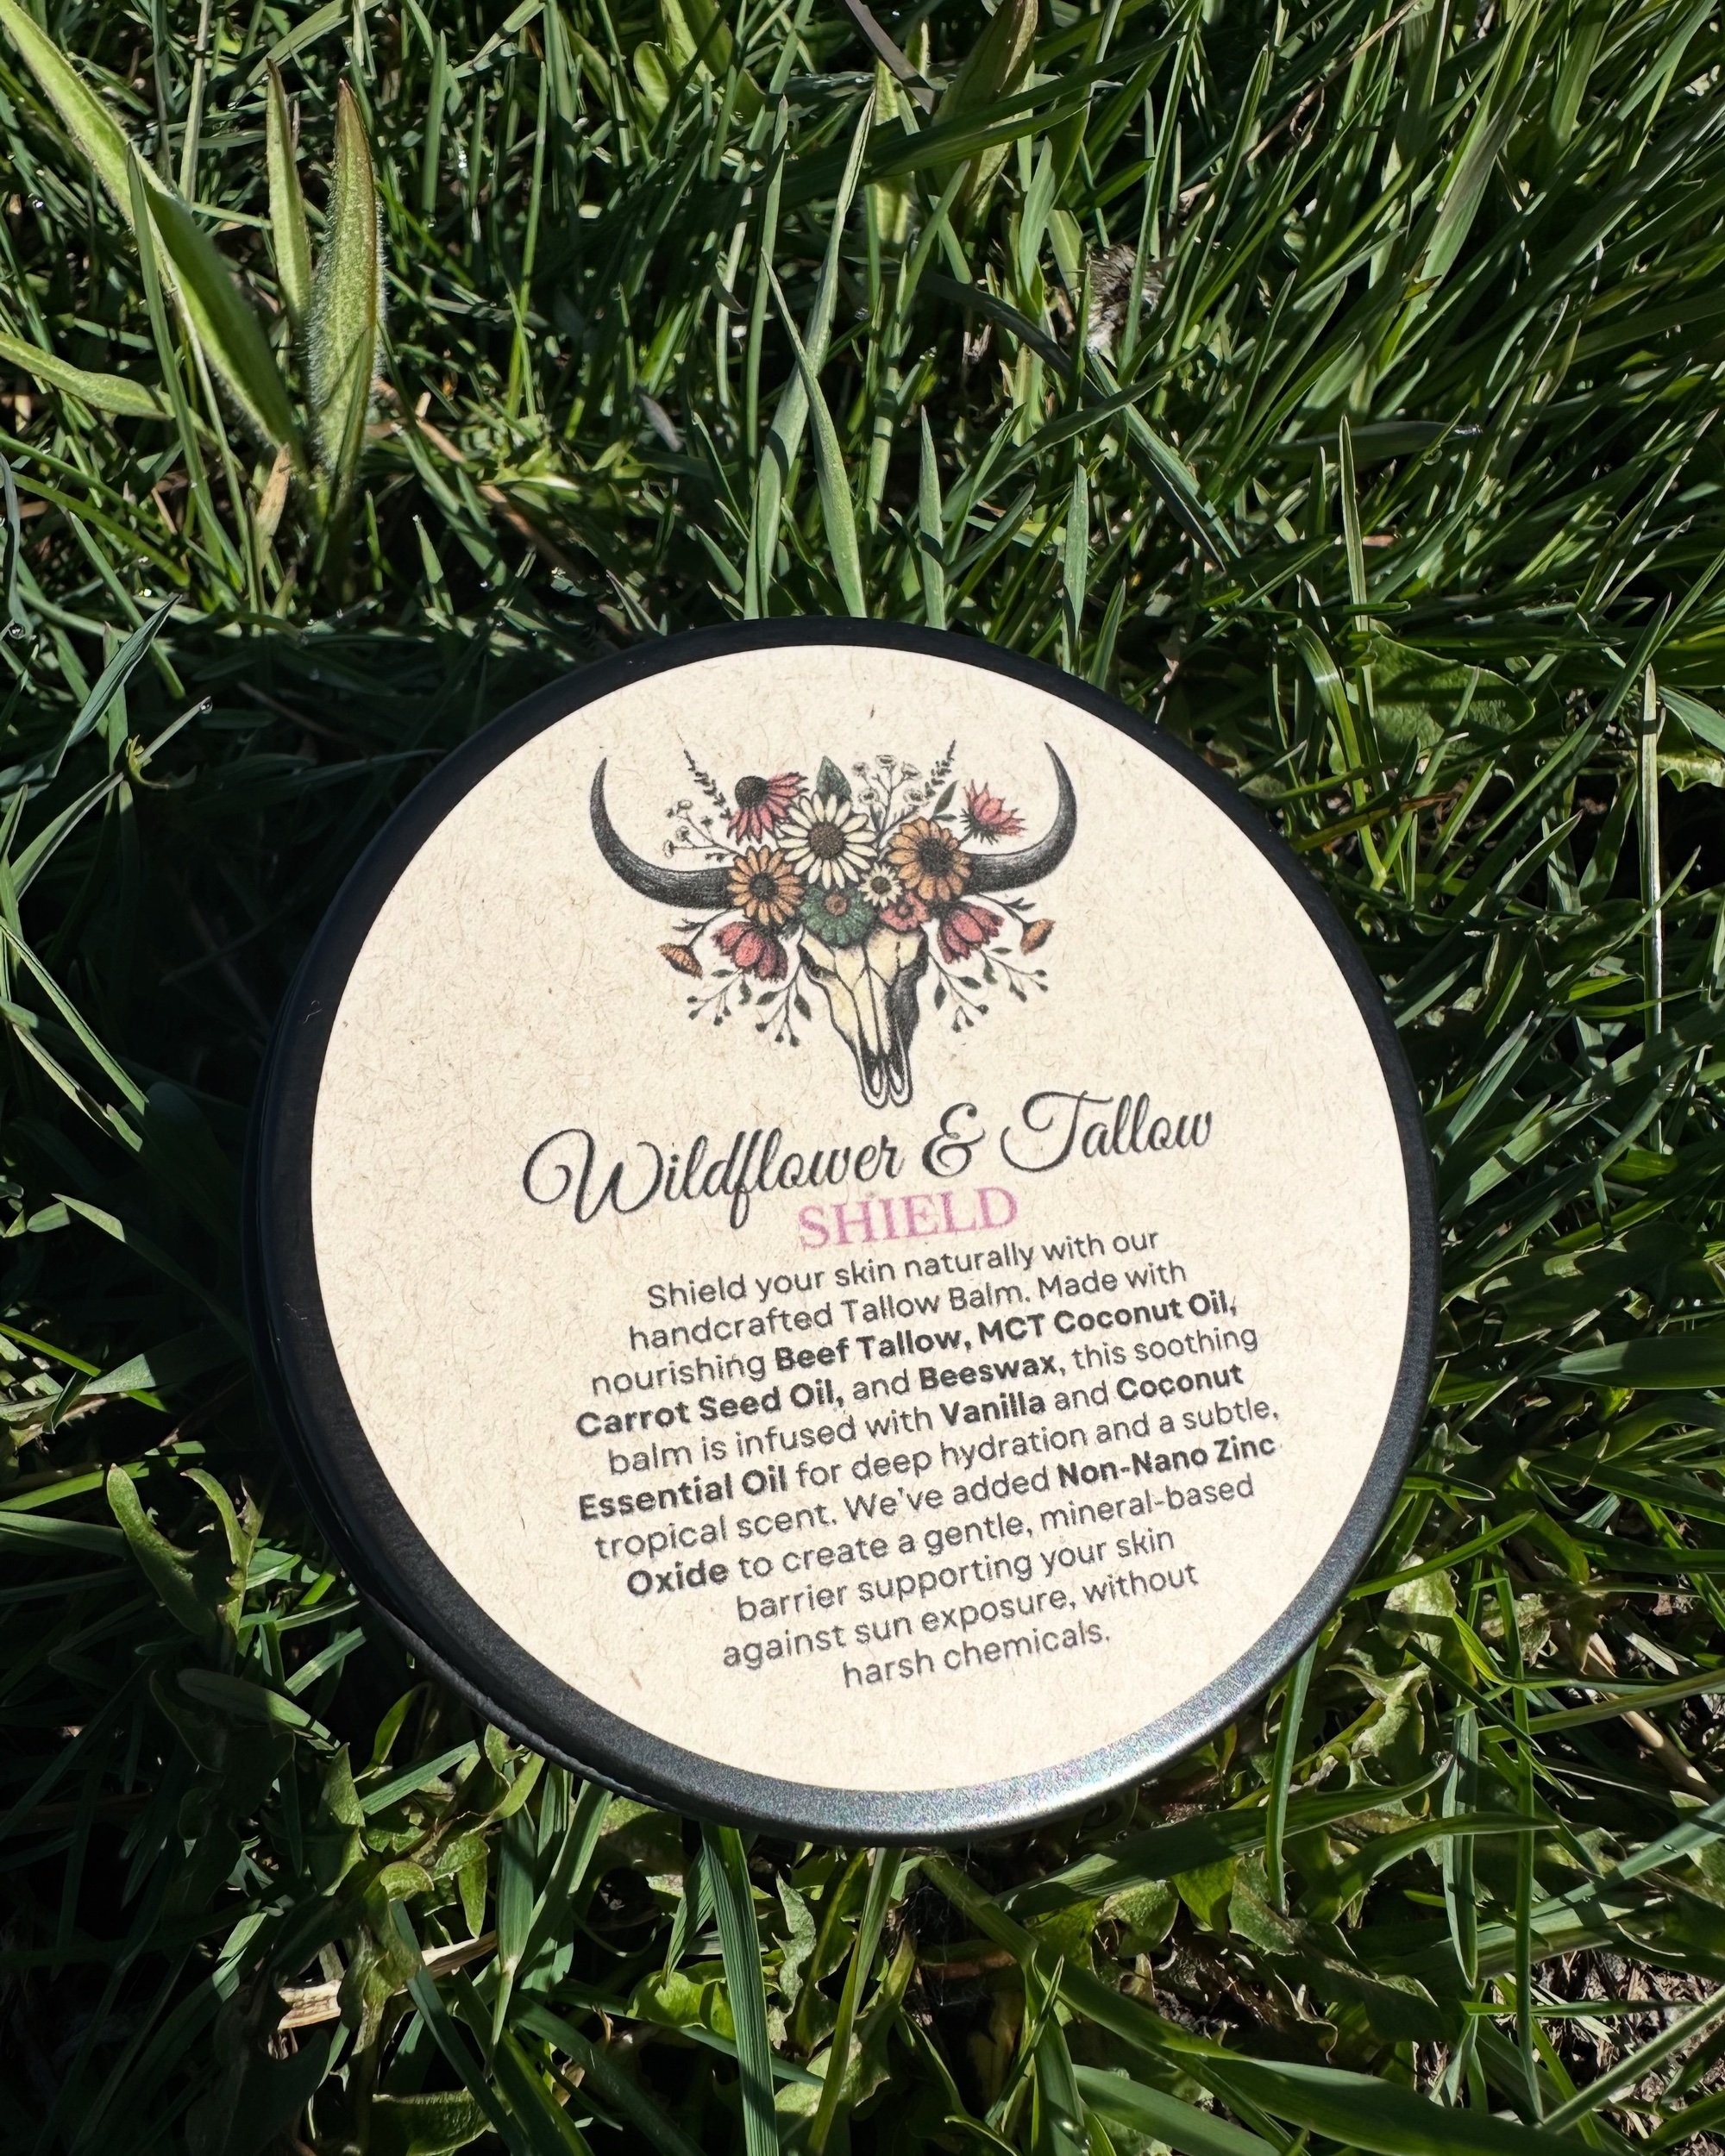 Wildflower & Tallow
SHIELD
Shield your skin naturally with our
handcrafted Tallow Balm. Made with
nourishing Beef Tallow, MCT Coconut Oil,
Carrot Seed Oil, and Beeswax, this soothing
balm is infused with Vanilla and Coconut
Essential Oil for deep hydration and a subtle,
tropical scent. We've added Non-Nano Zinc
Oxide to create a gentle, mineral-based
barrier supporting your skin
against sun exposure, without
harsh chemicals.